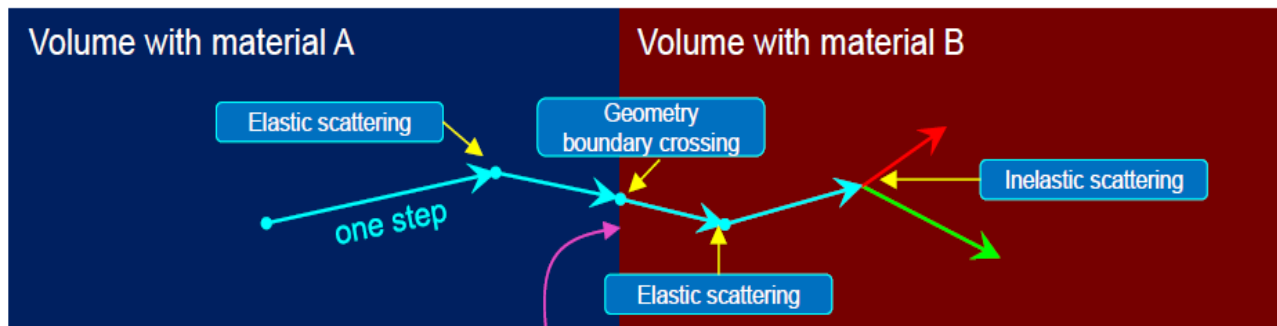 Volume with material A
Volume with material B
Elastic scattering
Geometry
boundary crossing
Inelastic scattering
one step
Elastic scattering